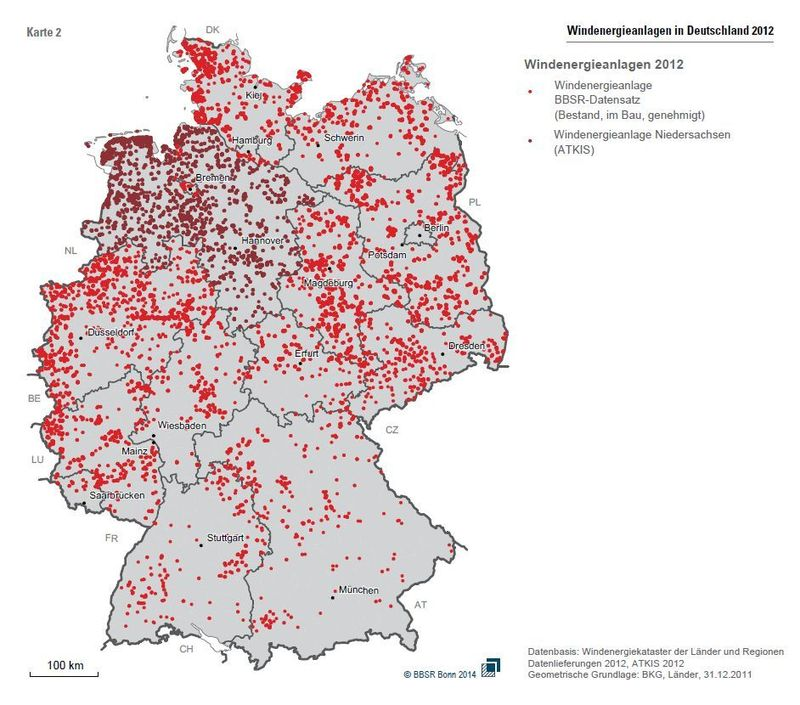 Karte 2
Windenergieanlagen in Deutschland 2012
Windenergieanlagen 2012
Windenergieanlage
BBSR-Datensatz
(Bestand, im Bau, genehmigt)
Windenergieanlage Niedersachsen
(ATKIS)
DK
Kiel
Hamburg
Schwerin
Bremen
PL
Berlin
NL
Hannover
Potsdam
Magdeburg
Düsseldorf
Dresden
Erfurt
BE
Wiesbaden
CZ
Mainz
LU
Saarbrücken
FR
Stuttgart
München
AT
CH
100 km
© BBSR Bonn 2014
Datenbasis: Windenergiekataster der Länder und Regionen
Datenlieferungen 2012, ATKIS 2012
Geometrische Grundlage: BKG, Länder, 31.12.2011